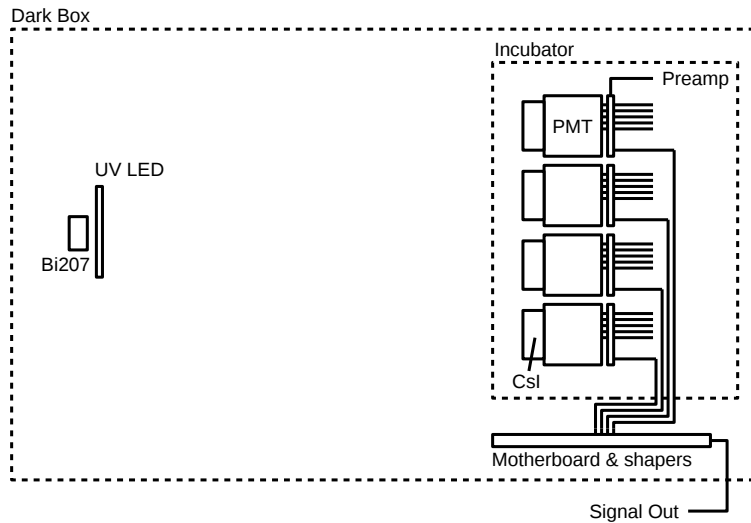 Dark Box
Incubator
Preamp
PMT
UV LED
Bi207
CsI
Motherboard & shapers
Signal Out